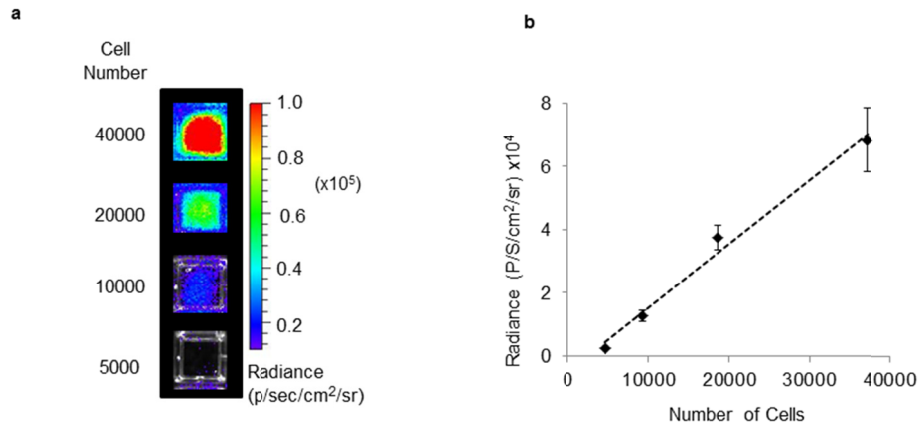 a
Cell
Number
40000
20000
10000
5000
1.0
0.8
(x10⁵)
0.6
0.4
0.2
Radiance
(p/sec/cm²/sr)
b
Radiance (P/S/cm²/sr) x10⁴
8
6
4
2
0
0 10000 20000 30000 40000
Number of Cells